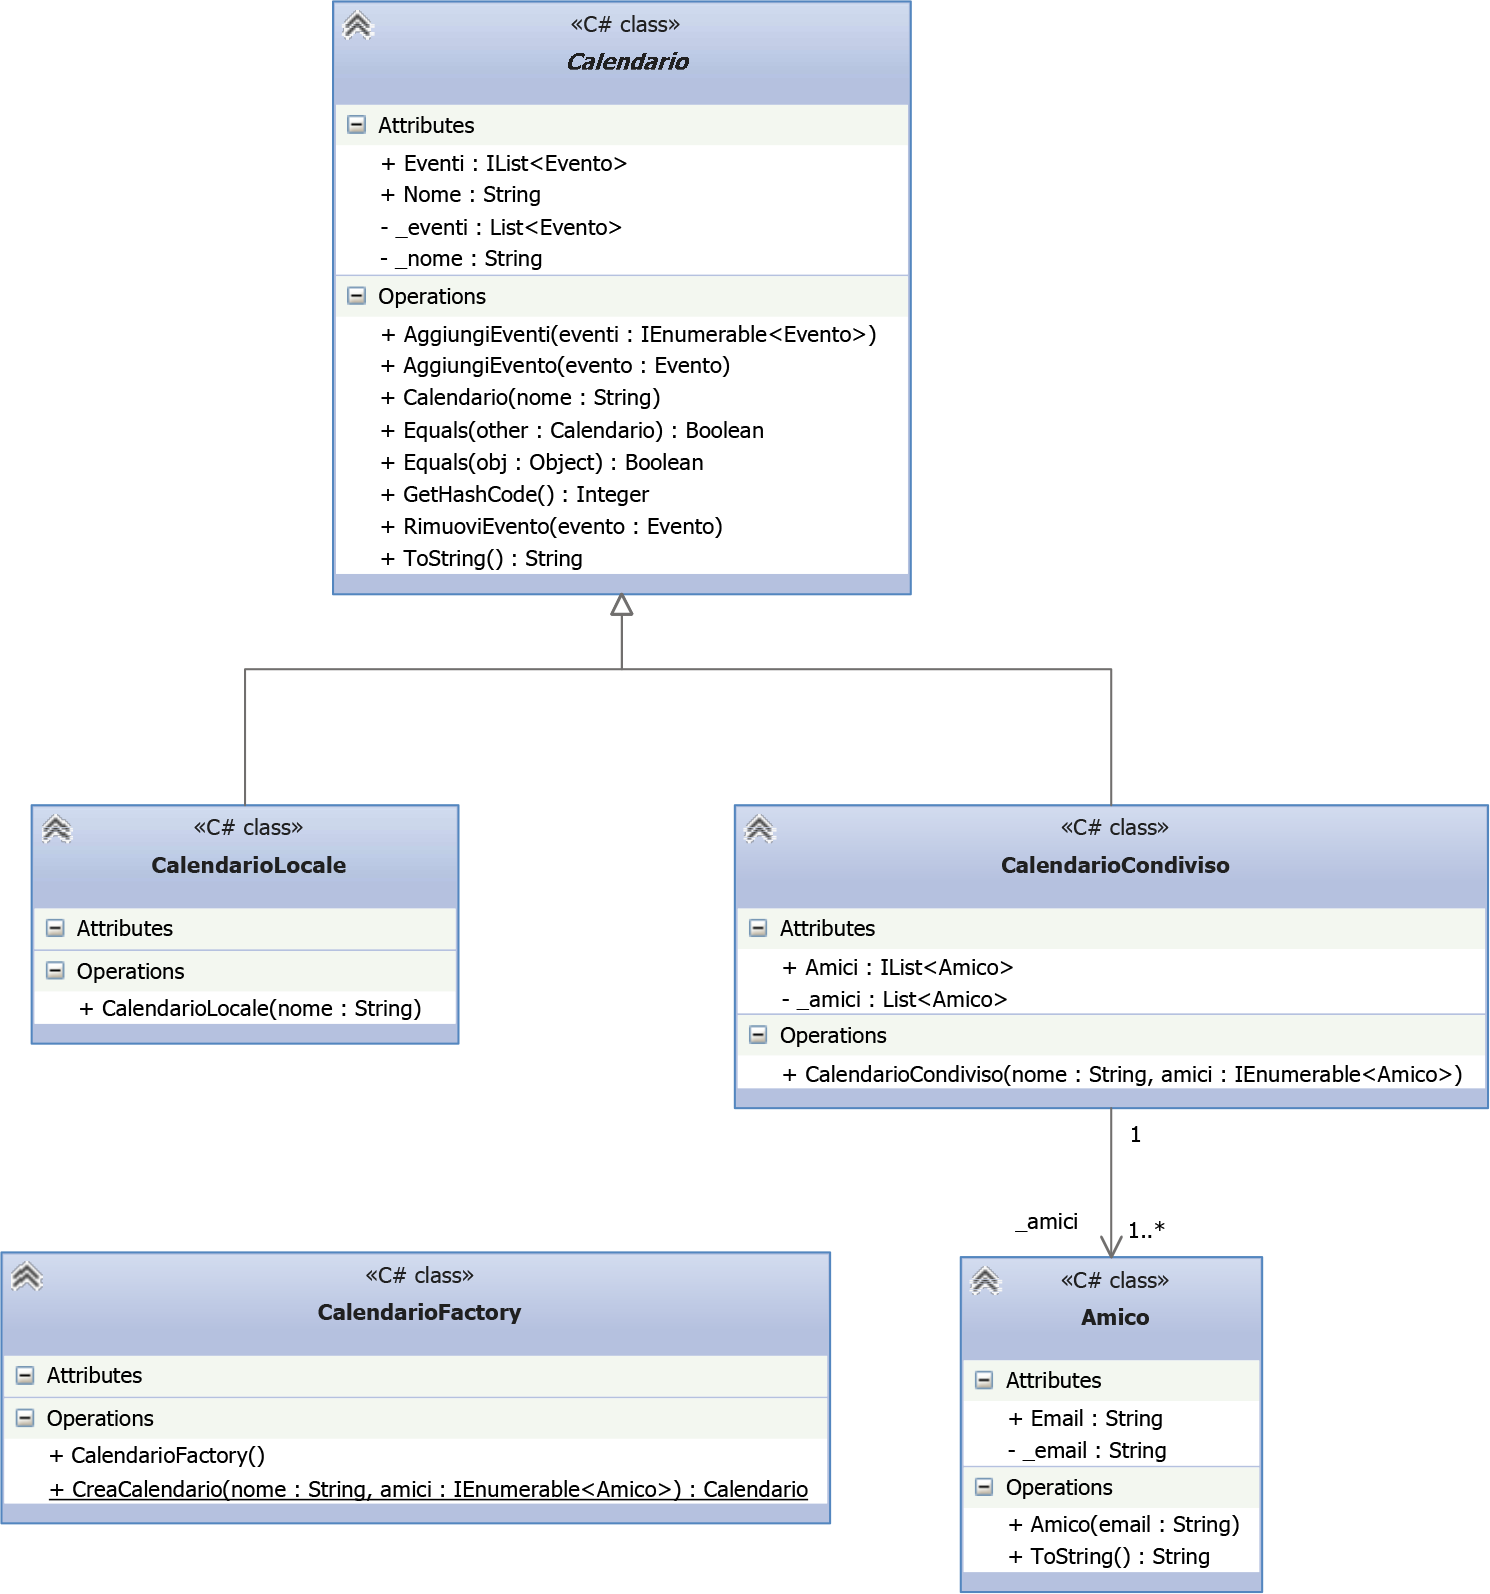 «C# class»
Calendario
Attributes
+ Eventi : IList<Evento>
+ Nome : String
- _eventi : List<Evento>
- _nome : String
Operations
+ AggiungiEventi(eventi : IEnumerable<Evento>)
+ AggiungiEvento(evento : Evento)
+ Calendario(nome : String)
+ Equals(other : Calendario) : Boolean
+ Equals(obj : Object) : Boolean
+ GetHashCode() : Integer
+ RimuoviEvento(evento : Evento)
+ ToString() : String
«C# class»
CalendarioLocale
Attributes
Operations
+ CalendarioLocale(nome : String)
«C# class»
CalendarioCondiviso
Attributes
+ Amici : IList<Amico>
- _amici : List<Amico>
Operations
+ CalendarioCondiviso(nome : String, amici : IEnumerable<Amico>)
1
_amici
1..*
«C# class»
CalendarioFactory
Attributes
Operations
+ CalendarioFactory()
+ CreaCalendario(nome : String, amici : IEnumerable<Amico>) : Calendario
«C# class»
Amico
Attributes
+ Email : String
- _email : String
Operations
+ Amico(email : String)
+ ToString() : String